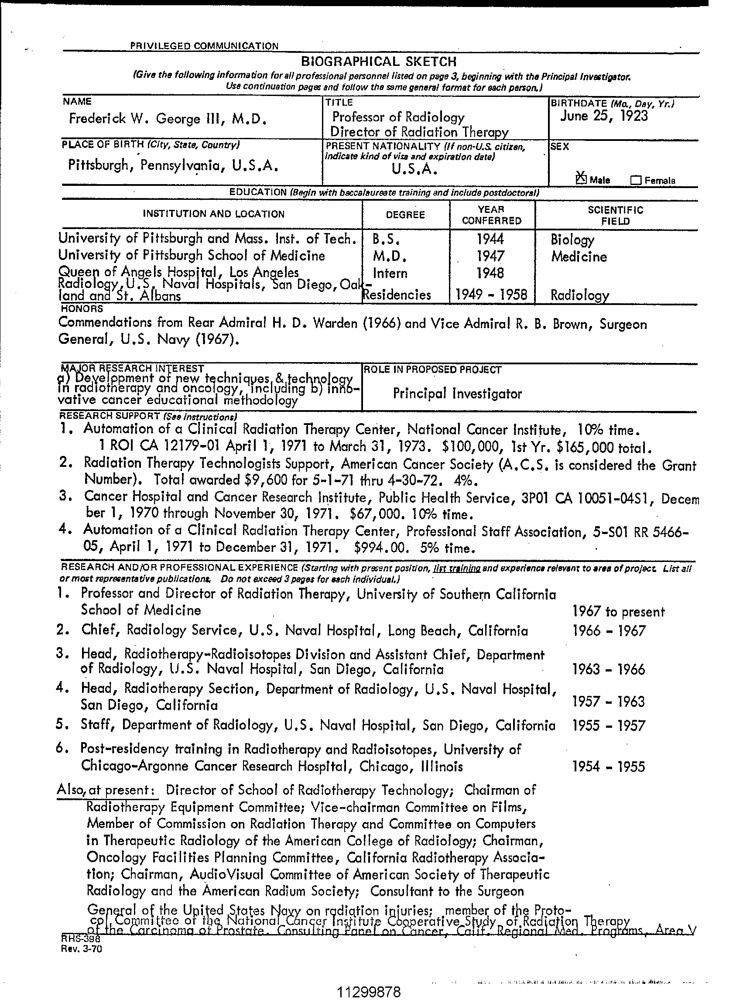 PRIVILEGED COMMUNICATION
BIOGRAPHICAL SKETCH
(Give the following information for all professional personnel listed on page 3, beginning with the Principal Investigator.
Use continuation pages and follow the same general format for each person.)
NAME
Frederick W. George III, M.D.
TITLE
Professor of Radiology
Director of Radiation Therapy
BIRTHDATE (Mo., Day, Yr.)
June 25, 1923
PLACE OF BIRTH (City, State, Country)
Pittsburgh, Pennsylvania, U.S.A.
PRESENT NATIONALITY (If non-U.S. citizen,
indicate kind of visa and expiration date)
U.S.A.
SEX
☒ Male ☐ Female
EDUCATION (Begin with baccalaureate training and include postdoctoral)
INSTITUTION AND LOCATION DEGREE YEAR CONFERRED SCIENTIFIC FIELD
University of Pittsburgh and Mass. Inst. of Tech. B.S. 1944 Biology
University of Pittsburgh School of Medicine M.D. 1947 Medicine
Queen of Angels Hospital, Los Angeles Intern 1948
Radiology, U.S. Naval Hospitals, San Diego, Oak-
land and St. Albans Residencies 1949 - 1958 Radiology
HONORS
Commendations from Rear Admiral H. D. Warden (1966) and Vice Admiral R. B. Brown, Surgeon
General, U.S. Navy (1967).
MAJOR RESEARCH INTEREST
a) Development of new techniques & technology
in radiotherapy and oncology, including b) inno-
vative cancer educational methodology
ROLE IN PROPOSED PROJECT
Principal Investigator
RESEARCH SUPPORT (See instructions)
1. Automation of a Clinical Radiation Therapy Center, National Cancer Institute, 10% time.
1 ROI CA 12179-01 April 1, 1971 to March 31, 1973. $100,000, 1st Yr. $165,000 total.
2. Radiation Therapy Technologists Support, American Cancer Society (A.C.S. is considered the Grant
Number). Total awarded $9,600 for 5-1-71 thru 4-30-72. 4%.
3. Cancer Hospital and Cancer Research Institute, Public Health Service, 3P01 CA 10051-04S1, Decem
ber 1, 1970 through November 30, 1971. $67,000. 10% time.
4. Automation of a Clinical Radiation Therapy Center, Professional Staff Association, 5-S01 RR 5466-
05, April 1, 1971 to December 31, 1971. $994.00. 5% time.
RESEARCH AND/OR PROFESSIONAL EXPERIENCE (Starting with present position, list training and experience relevant to area of project. List all
or most representative publications. Do not exceed 3 pages for each individual.)
1. Professor and Director of Radiation Therapy, University of Southern California
School of Medicine 1967 to present
2. Chief, Radiology Service, U.S. Naval Hospital, Long Beach, California 1966 - 1967
3. Head, Radiotherapy-Radioisotopes Division and Assistant Chief, Department
of Radiology, U.S. Naval Hospital, San Diego, California 1963 - 1966
4. Head, Radiotherapy Section, Department of Radiology, U.S. Naval Hospital,
San Diego, California 1957 - 1963
5. Staff, Department of Radiology, U.S. Naval Hospital, San Diego, California 1955 - 1957
6. Post-residency training in Radiotherapy and Radioisotopes, University of
Chicago-Argonne Cancer Research Hospital, Chicago, Illinois 1954 - 1955
Also, at present: Director of School of Radiotherapy Technology; Chairman of
Radiotherapy Equipment Committee; Vice-chairman Committee on Films,
Member of Commission on Radiation Therapy and Committee on Computers
in Therapeutic Radiology of the American College of Radiology; Chairman,
Oncology Facilities Planning Committee, California Radiotherapy Associa-
tion; Chairman, AudioVisual Committee of American Society of Therapeutic
Radiology and the American Radium Society; Consultant to the Surgeon
General of the United States Navy on radiation injuries; member of the Proto-
col Committee of the National Cancer Institute Cooperative Study of Radiation Therapy
of the Carcinoma of Prostate. Consulting Panel on Cancer, Calif. Regional Med. Programs, Area V
RHS-398
Rev. 3-70
11299878